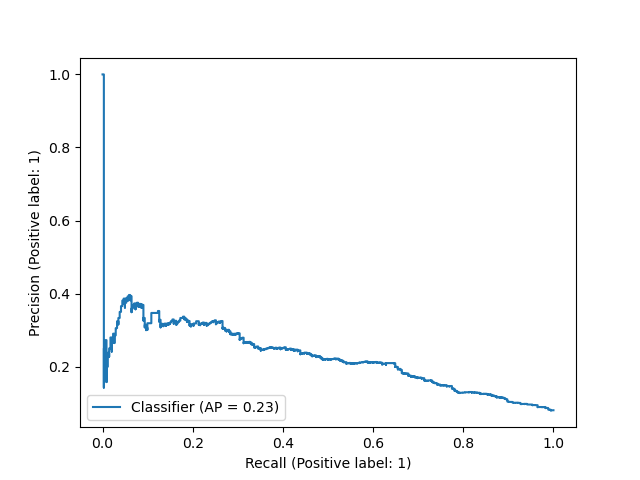 1.0
0.8
0.6
0.4
0.2
Precision (Positive label: 1)
Classifier (AP = 0.23)
0.0 0.2 0.4 0.6 0.8 1.0
Recall (Positive label: 1)